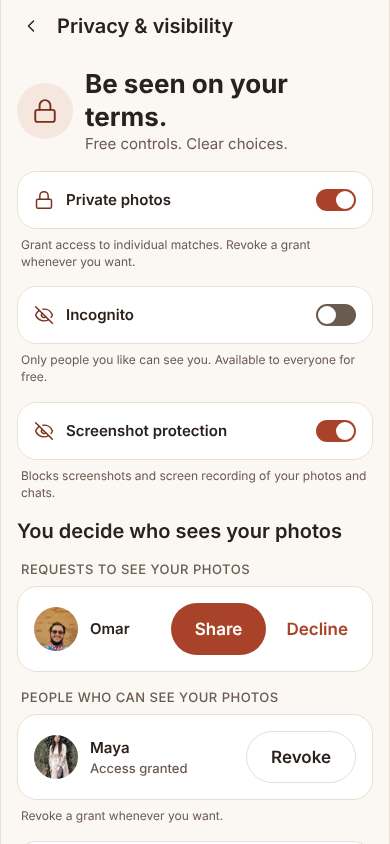 Privacy & visibility
Be seen on your
terms.
Free controls. Clear choices.
Private photos
Grant access to individual matches. Revoke a grant
whenever you want.
Incognito
Only people you like can see you. Available to everyone for
free.
Screenshot protection
Blocks screenshots and screen recording of your photos and
chats.
You decide who sees your photos
REQUESTS TO SEE YOUR PHOTOS
Omar
Share
Decline
PEOPLE WHO CAN SEE YOUR PHOTOS
Maya
Access granted
Revoke
Revoke a grant whenever you want.